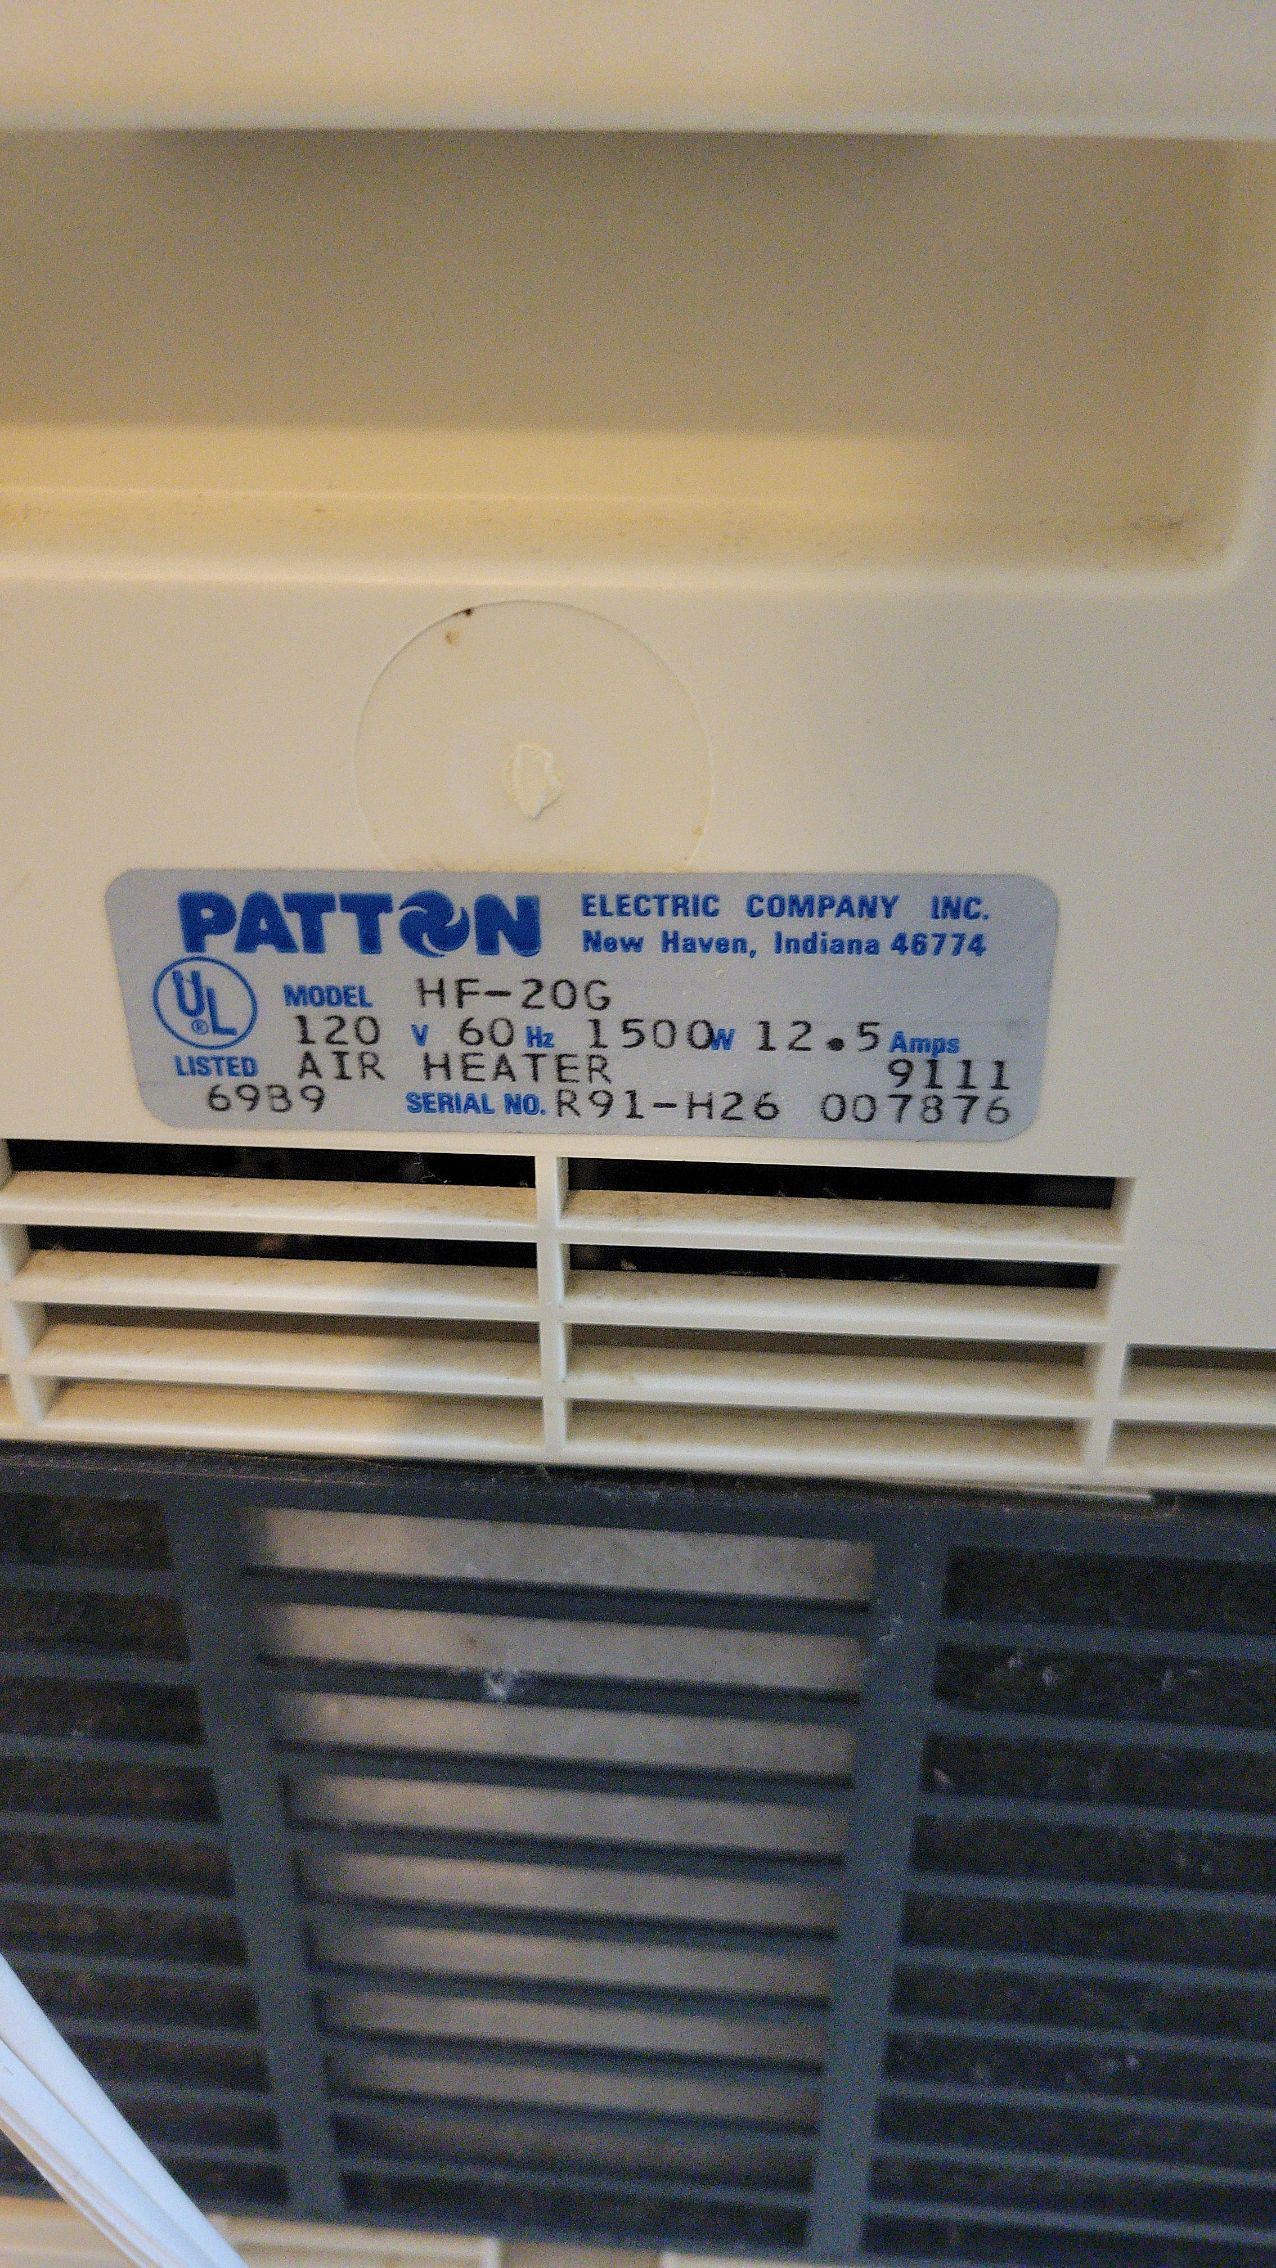 PATTON ELECTRIC COMPANY INC.
New Haven, Indiana 46774
UL ®
MODEL HF-20G
120 V 60 Hz 1500W 12.5 Amps
LISTED AIR HEATER 9111
69B9 SERIAL NO. R91-H26 007876